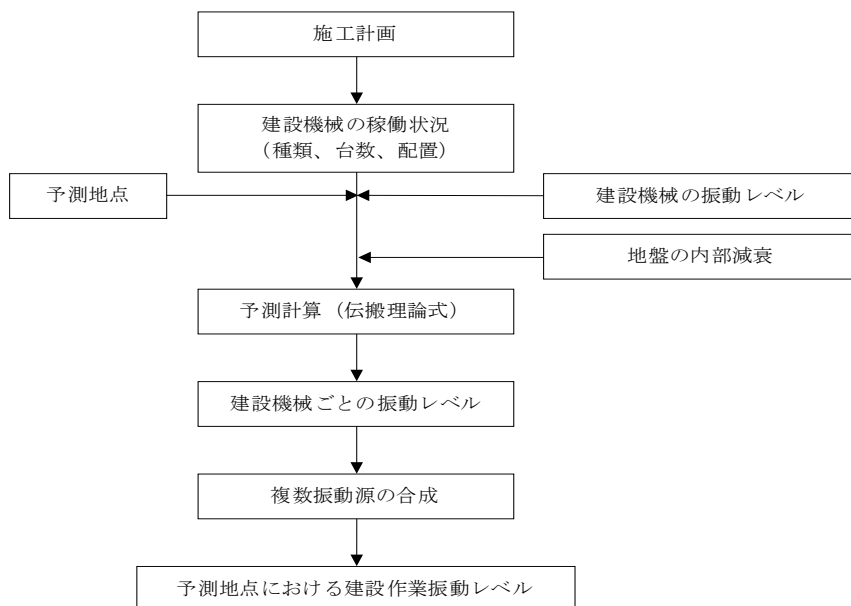 施工計画
建設機械の稼働状況
（種類、台数、配置）
予測地点
建設機械の振動レベル
地盤の内部減衰
予測計算（伝搬理論式）
建設機械ごとの振動レベル
複数振動源の合成
予測地点における建設作業振動レベル